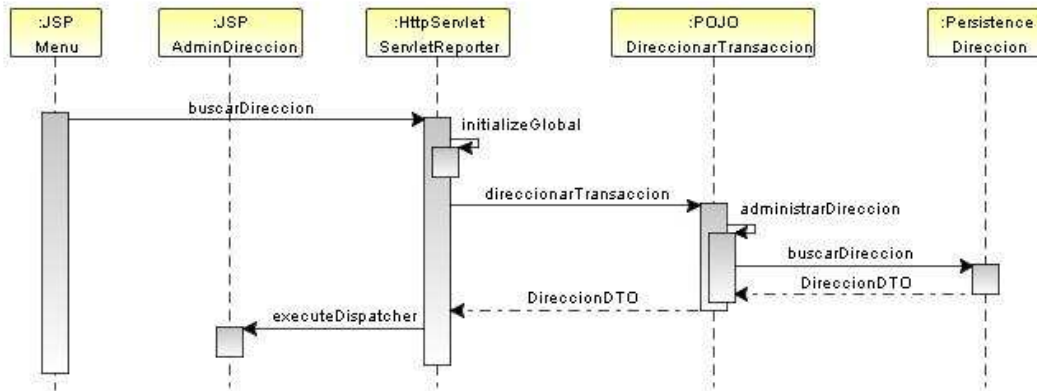 :JSP
Menu
:JSP
AdminDireccion
:HttpServlet
ServletReporter
:POJO
DireccionarTransaccion
:Persistence
Direccion
buscarDireccion
initializeGlobal
direccionarTransaccion
administrarDireccion
buscarDireccion
DireccionDTO
DireccionDTO
executeDispatcher